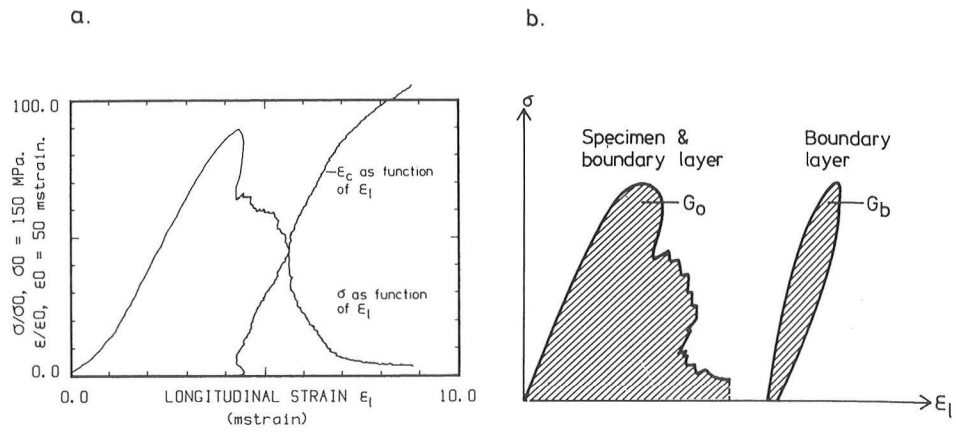 a.
100.0
σ/σ0, σ0 = 150 MPa.
ε/ε0, ε0 = 50 mstrain.
0.0
0.0
LONGITUDINAL STRAIN ε_l
10.0
(mstrain)
ε_c as function
of ε_l
σ as function
of ε_l
b.
σ
Specimen &
boundary layer
Boundary
layer
G_o
G_b
ε_l